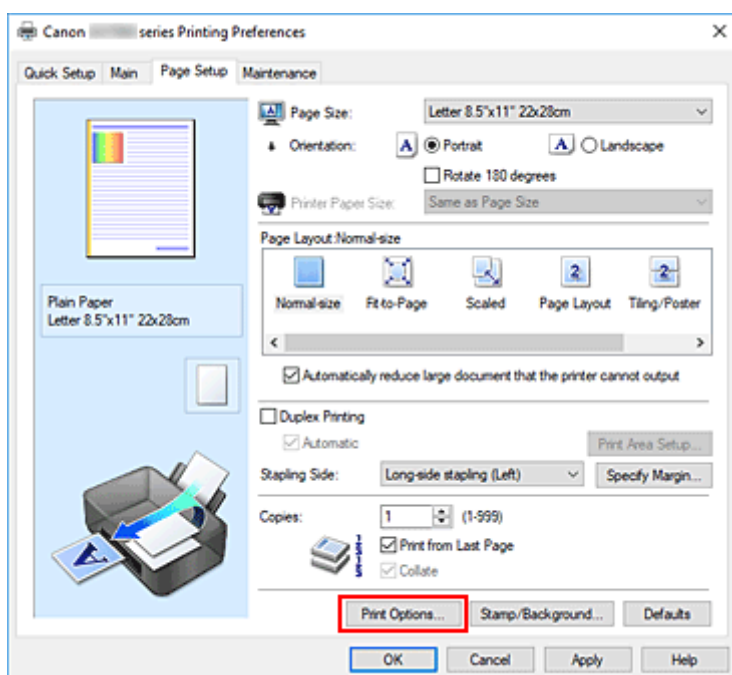 Canon series Printing Preferences
Quick Setup Main Page Setup Maintenance
Page Size: Letter 8.5"x11" 22x28cm
Orientation: A Portrait A Landscape
Rotate 180 degrees
Printer Paper Size: Same as Page Size
Page Layout:Normal-size
Normal-size Fit-to-Page Scaled Page Layout Tiling/Poster
Plain Paper
Letter 8.5"x11" 22x28cm
Automatically reduce large document that the printer cannot output
Duplex Printing
Automatic Print Area Setup...
Stapling Side: Long-side stapling (Left) Specify Margin...
Copies: 1 (1-999)
Print from Last Page
Collate
Print Options... Stamp/Background... Defaults
OK Cancel Apply Help